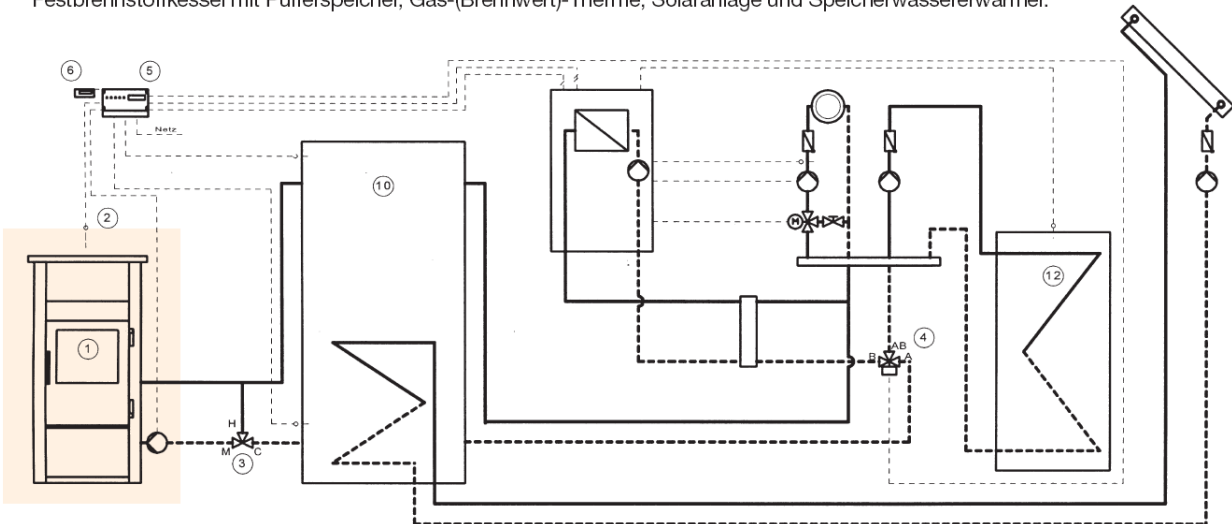 Festbrennstoffkessel mit Pufferspeicher, Gas-(Brennwert)-Therme, Solaranlage und Speicherwassererwärmer.
6
5
Netz
10
2
M
12
1
4
AB
B
A
H
M
C
3